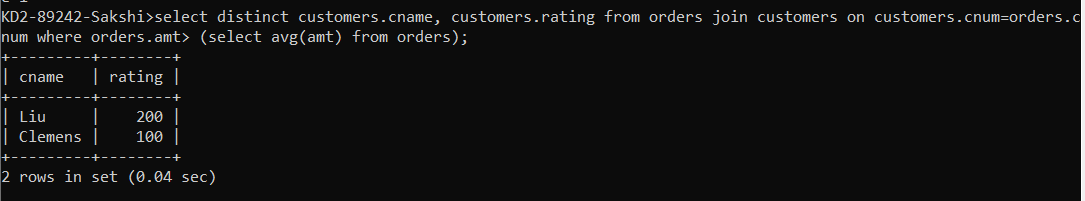 KD2-89242-Sakshi>select distinct customers.cname, customers.rating from orders join customers on customers.cnum=orders.c
num where orders.amt> (select avg(amt) from orders);
+---------+--------+
| cname   | rating |
+---------+--------+
| Liu     |    200 |
| Clemens |    100 |
+---------+--------+
2 rows in set (0.04 sec)